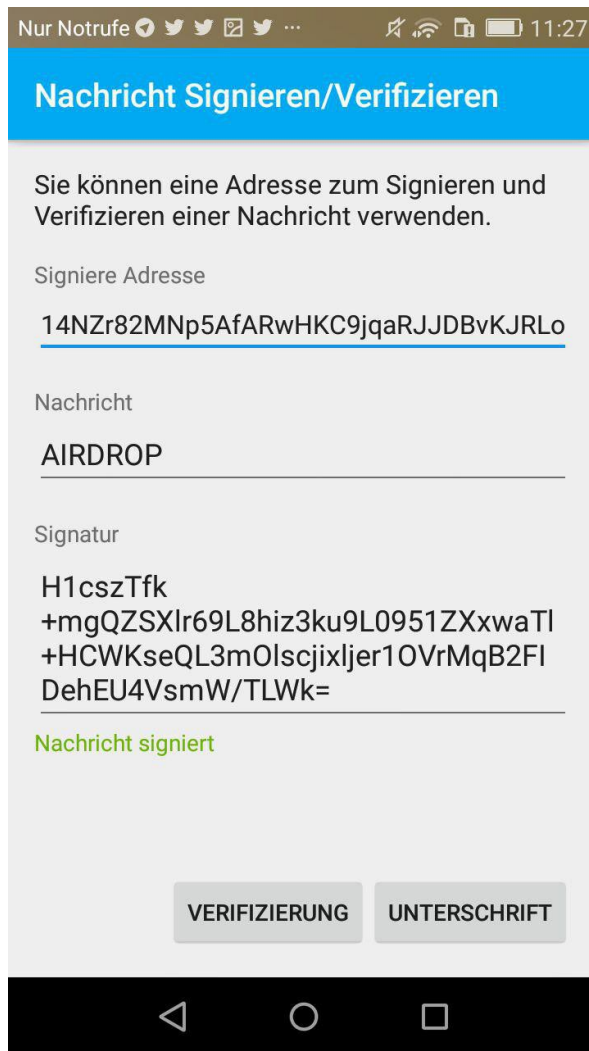 Nur Notrufe ... 11:27
Nachricht Signieren/Verifizieren
Sie können eine Adresse zum Signieren und
Verifizieren einer Nachricht verwenden.
Signiere Adresse
14NZr82MNp5AfARwHKC9jqaRJJDBvKJRLo
Nachricht
AIRDROP
Signatur
H1cszTfk
+mgQZSXlr69L8hiz3ku9L0951ZXxwaTl
+HCWKseQL3mOlscjixljer1OVrMqB2FI
DehEU4VsmW/TLWk=
Nachricht signiert
VERIFIZIERUNG UNTERSCHRIFT